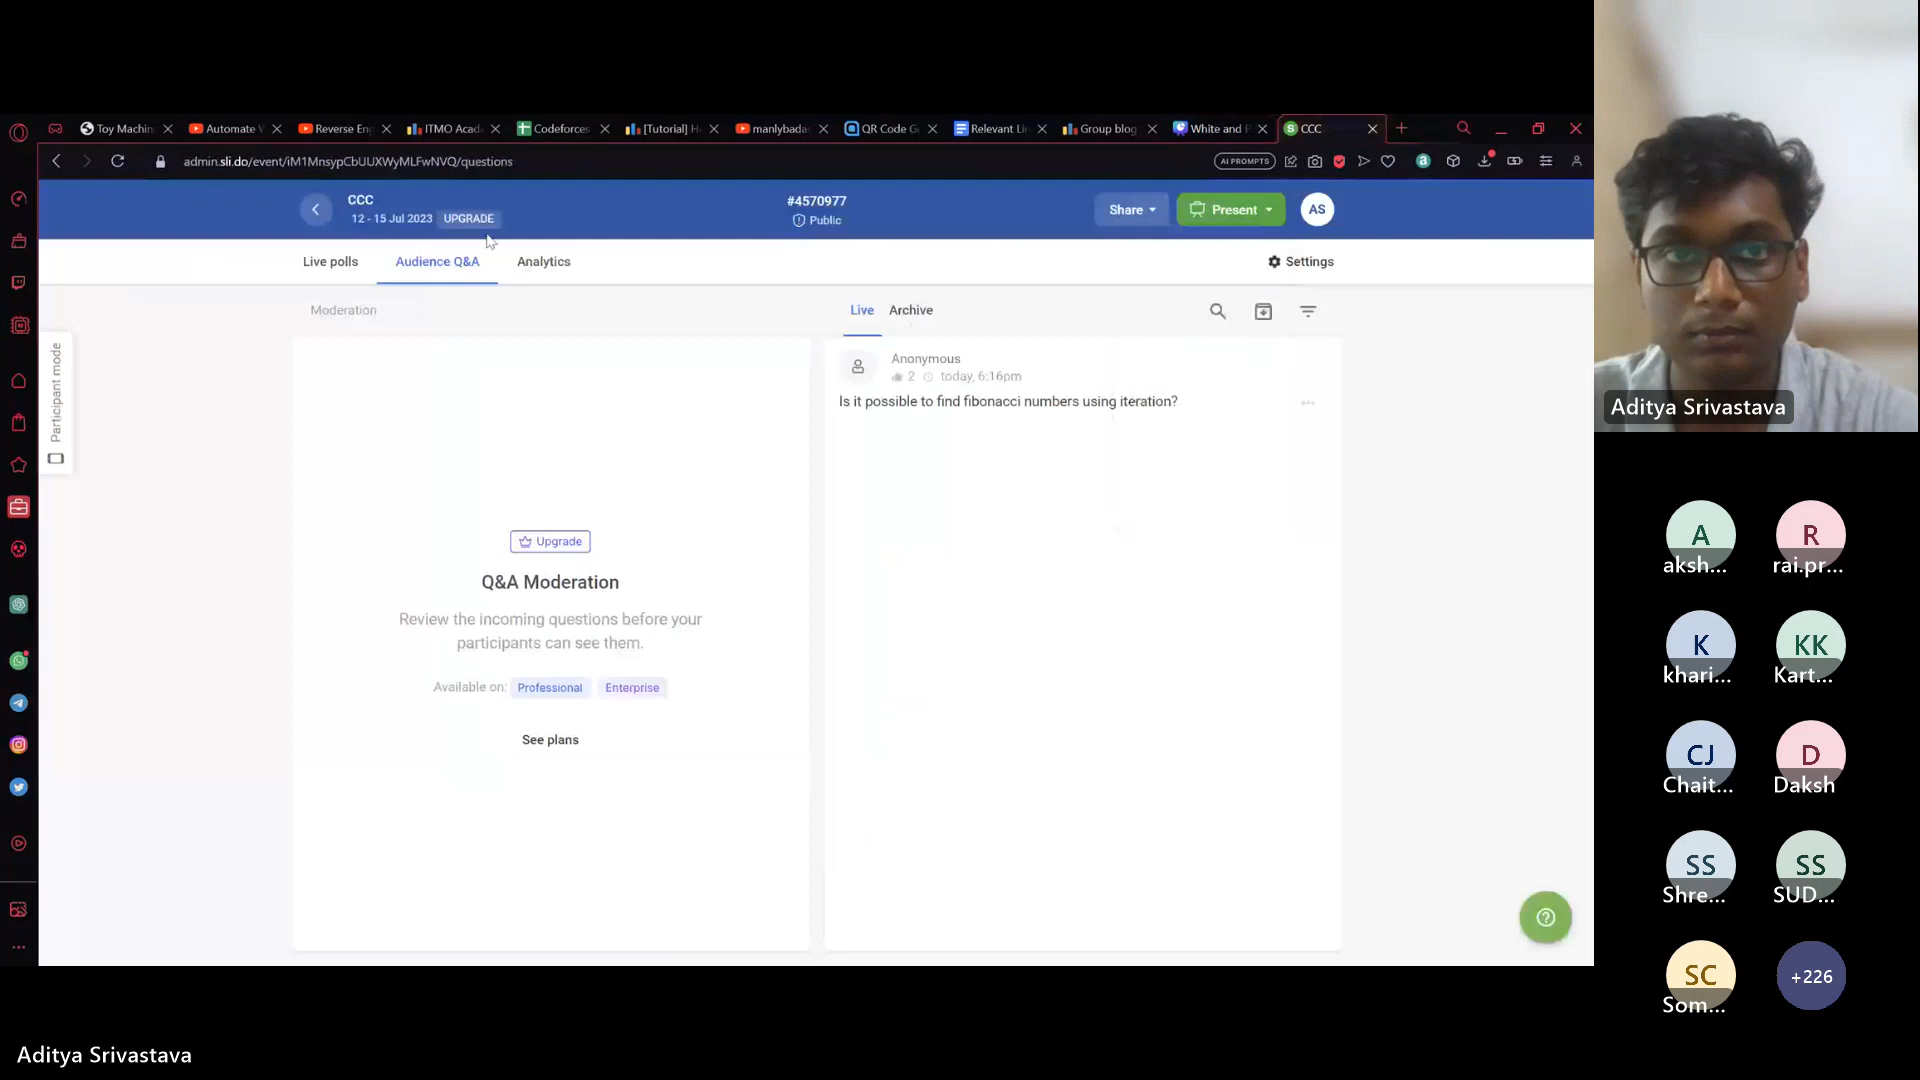 Toy Machin
Automate
Reverse En
ITMO Acad
Codeforces
[Tutorial] H
manlybada
QR Code G
Relevant Li
Group blog
White and
CCC
admin.sli.do/event/iM1MnsypCbUUXWyMLFwNVQ/questions
AI PROMPTS
CCC
12 - 15 Jul 2023 UPGRADE
#4570977
Public
Share
Present
AS
Live polls
Audience Q&A
Analytics
Settings
Participant mode
Moderation
Live
Archive
Anonymous
2 today, 6:16pm
Is it possible to find fibonacci numbers using iteration?
Upgrade
Q&A Moderation
Review the incoming questions before your
participants can see them.
Available on: Professional Enterprise
See plans
Aditya Srivastava
A
R
aksh...
rai.pr...
K
KK
khari...
Kart...
CJ
D
Chait...
Daksh
SS
SS
Shre...
SUD...
SC
+226
Som...
Aditya Srivastava